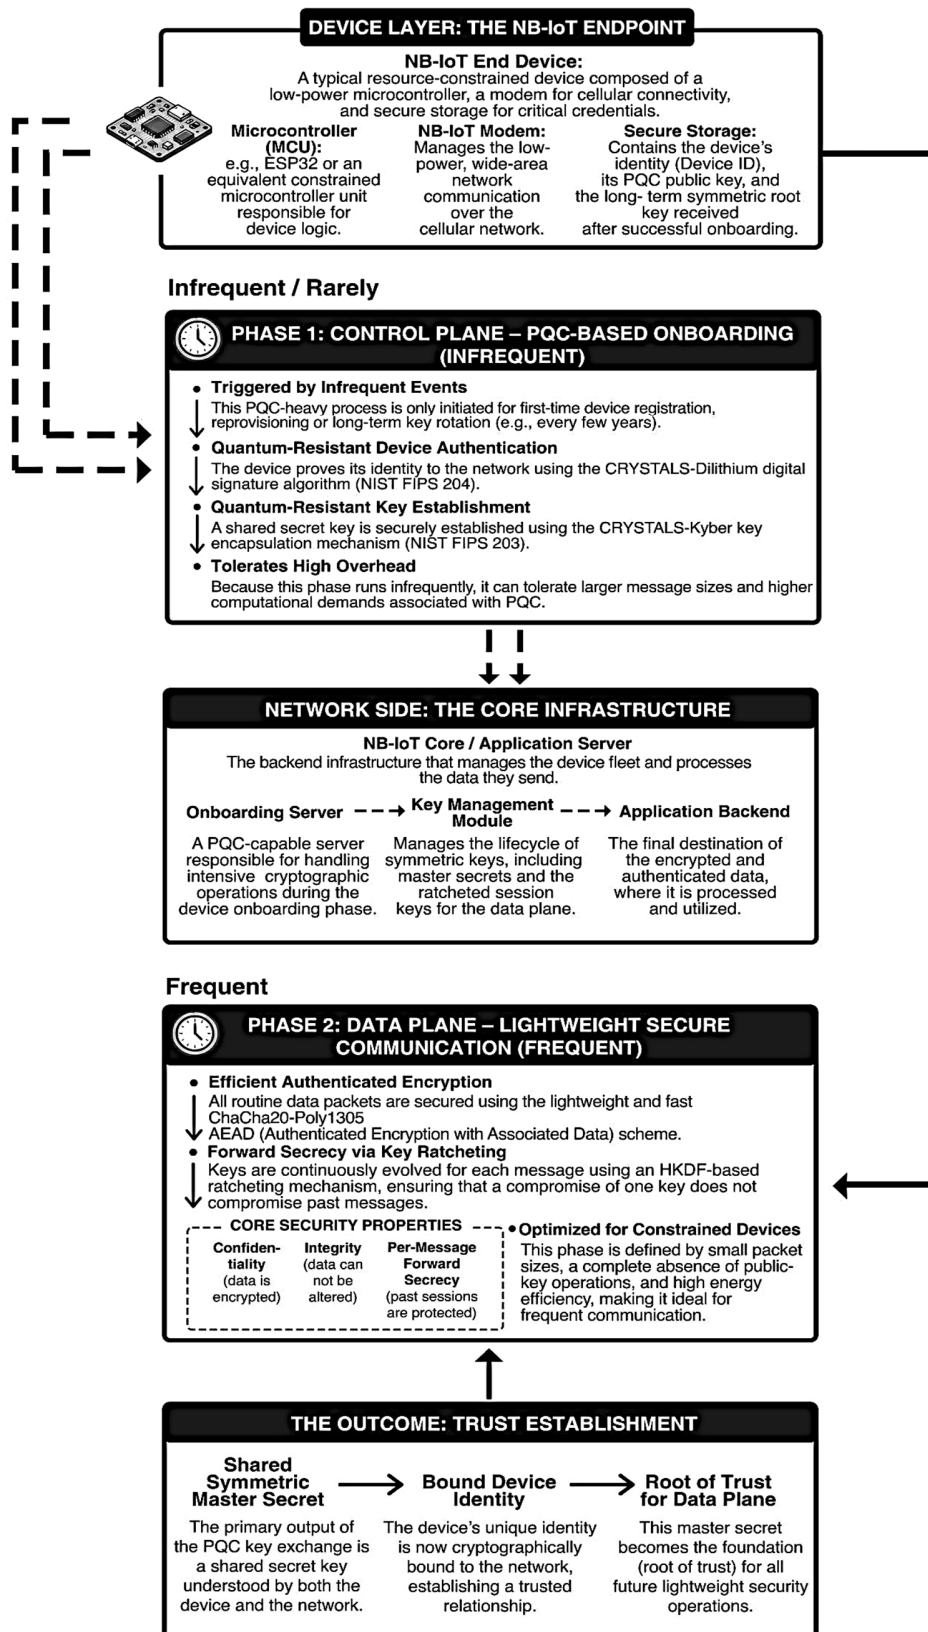 DEVICE LAYER: THE NB-IoT ENDPOINT
NB-IoT End Device:
A typical resource-constrained device composed of a
low-power microcontroller, a modem for cellular connectivity,
and secure storage for critical credentials.
Microcontroller
(MCU):
e.g., ESP32 or an
equivalent constrained
microcontroller unit
responsible for
device logic.
NB-IoT Modem:
Manages the low-
power, wide-area
network
communication
over the
cellular network.
Secure Storage:
Contains the device's
identity (Device ID),
its PQC public key, and
the long- term symmetric root
key received
after successful onboarding.
Infrequent / Rarely
PHASE 1: CONTROL PLANE – PQC-BASED ONBOARDING
(INFREQUENT)
• Triggered by Infrequent Events
This PQC-heavy process is only initiated for first-time device registration,
reprovisioning or long-term key rotation (e.g., every few years).
• Quantum-Resistant Device Authentication
The device proves its identity to the network using the CRYSTALS-Dilithium digital
signature algorithm (NIST FIPS 204).
• Quantum-Resistant Key Establishment
A shared secret key is securely established using the CRYSTALS-Kyber key
encapsulation mechanism (NIST FIPS 203).
• Tolerates High Overhead
Because this phase runs infrequently, it can tolerate larger message sizes and higher
computational demands associated with PQC.
NETWORK SIDE: THE CORE INFRASTRUCTURE
NB-IoT Core / Application Server
The backend infrastructure that manages the device fleet and processes
the data they send.
Onboarding Server
A PQC-capable server
responsible for handling
intensive cryptographic
operations during the
device onboarding phase.
Key Management
Module
Manages the lifecycle of
symmetric keys, including
master secrets and the
ratcheted session
keys for the data plane.
Application Backend
The final destination of
the encrypted and
authenticated data,
where it is processed
and utilized.
Frequent
PHASE 2: DATA PLANE – LIGHTWEIGHT SECURE
COMMUNICATION (FREQUENT)
• Efficient Authenticated Encryption
All routine data packets are secured using the lightweight and fast
ChaCha20-Poly1305
AEAD (Authenticated Encryption with Associated Data) scheme.
• Forward Secrecy via Key Ratcheting
Keys are continuously evolved for each message using an HKDF-based
ratcheting mechanism, ensuring that a compromise of one key does not
compromise past messages.
CORE SECURITY PROPERTIES
Confiden-
tiality
(data is
encrypted)
Integrity
(data can
not be
altered)
Per-Message
Forward
Secrecy
(past sessions
are protected)
• Optimized for Constrained Devices
This phase is defined by small packet
sizes, a complete absence of public-
key operations, and high energy
efficiency, making it ideal for
frequent communication.
THE OUTCOME: TRUST ESTABLISHMENT
Shared
Symmetric
Master Secret
The primary output of
the PQC key exchange is
a shared secret key
understood by both the
device and the network.
Bound Device
Identity
The device's unique identity
is now cryptographically
bound to the network,
establishing a trusted
relationship.
Root of Trust
for Data Plane
This master secret
becomes the foundation
(root of trust) for all
future lightweight security
operations.